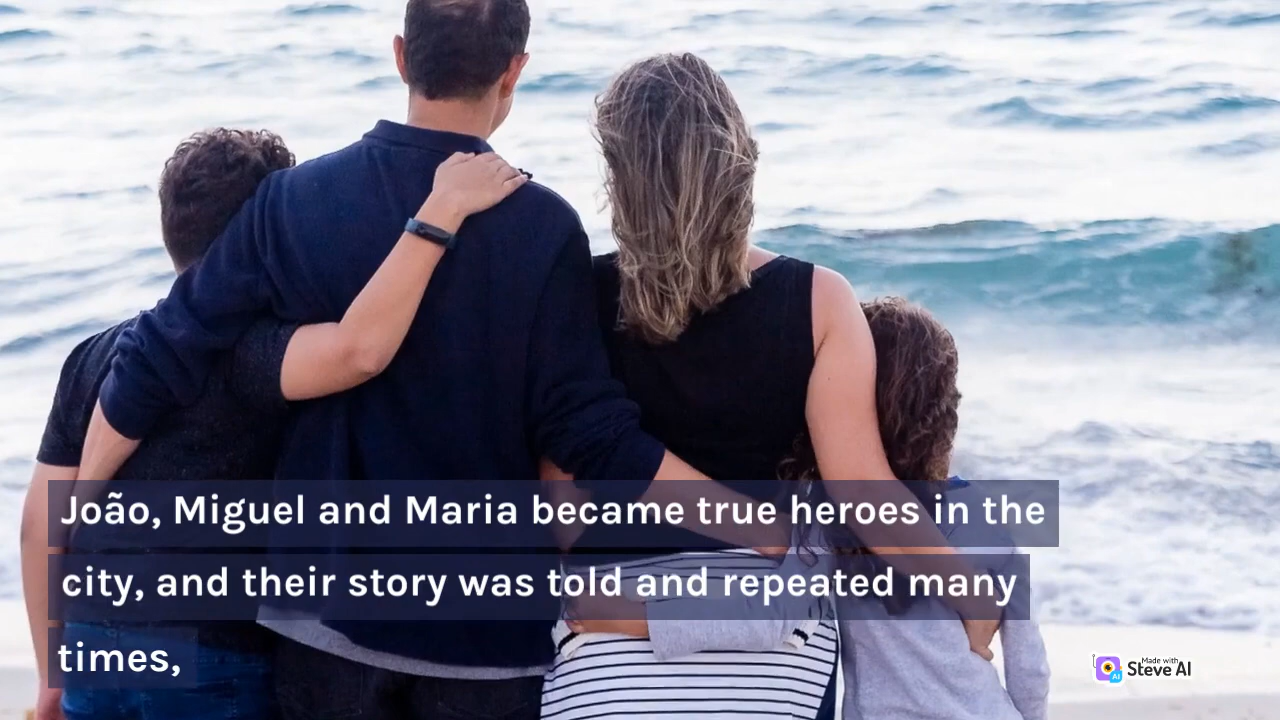 João, Miguel and Maria became true heroes in the
city, and their story was told and repeated many
times,
Made with
Steve AI
AI